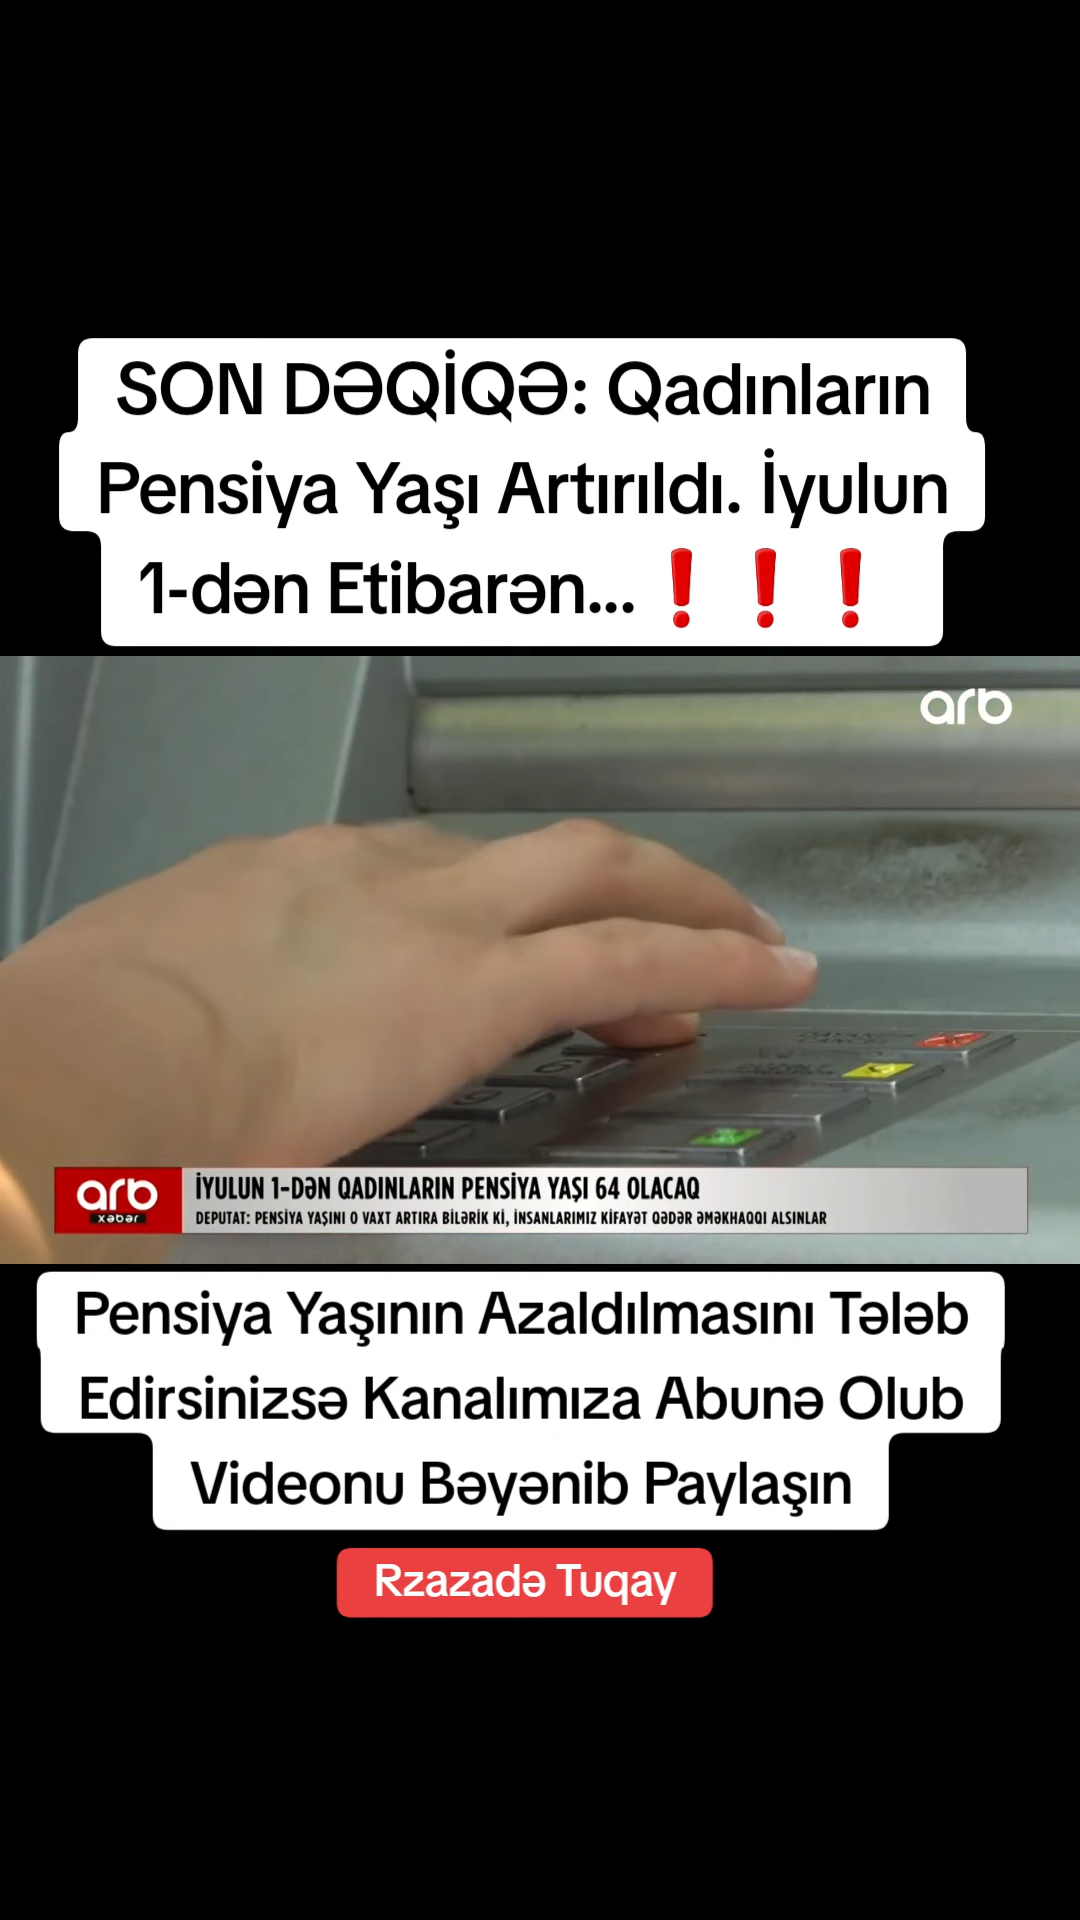 SON DƏQİQƏ: Qadınların
Pensiya Yaşı Artırıldı. İyulun
1-dən Etibarən...❗❗❗
arb
arb
xəbər
İYULUN 1-DƏN QADINLARIN PENSİYA YAŞI 64 OLACAQ
DEPUTAT: PENSİYA YAŞINI O VAXT ARTIRA BİLƏRİK Kİ, İNSANLARIMIZ KİFAYƏT QƏDƏR ƏMƏKHAQQI ALSINLAR
Pensiya Yaşının Azaldılmasını Tələb
Edirsinizsə Kanalımıza Abunə Olub
Videonu Bəyənib Paylaşın
Rzazadə Tuqay